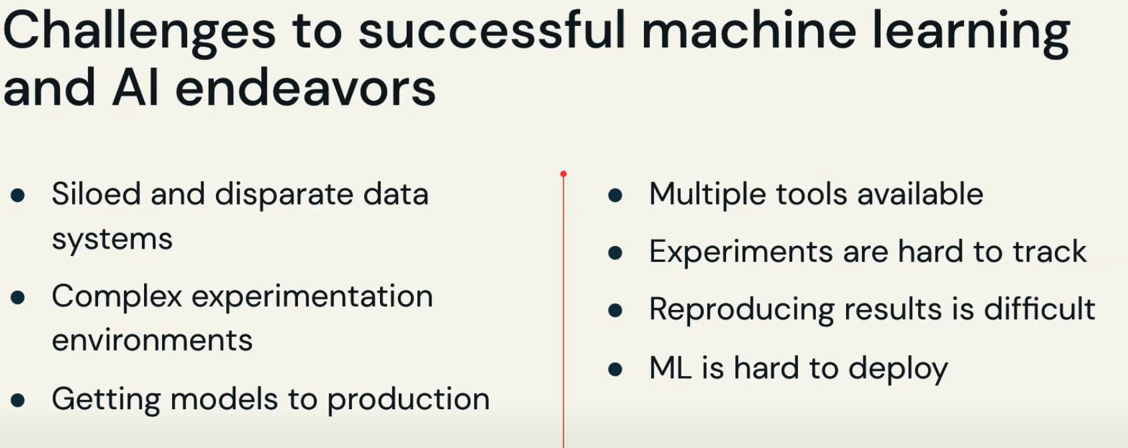 Challenges to successful machine learning
and AI endeavors
● Siloed and disparate data
systems
● Complex experimentation
environments
● Getting models to production
● Multiple tools available
● Experiments are hard to track
● Reproducing results is difficult
● ML is hard to deploy